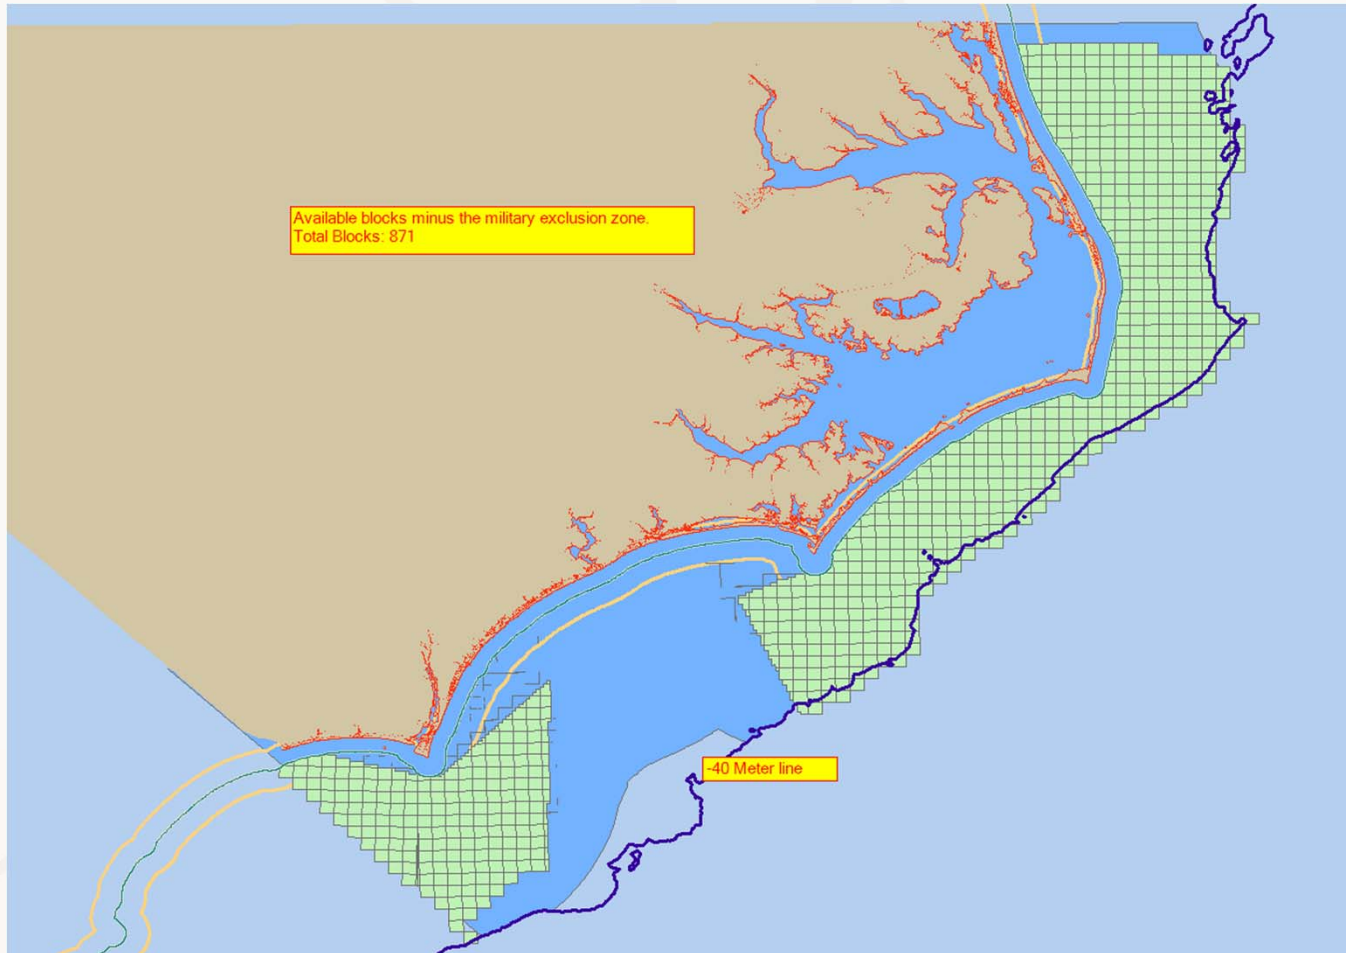 Available blocks minus the military exclusion zone.
Total Blocks: 871
-40 Meter line